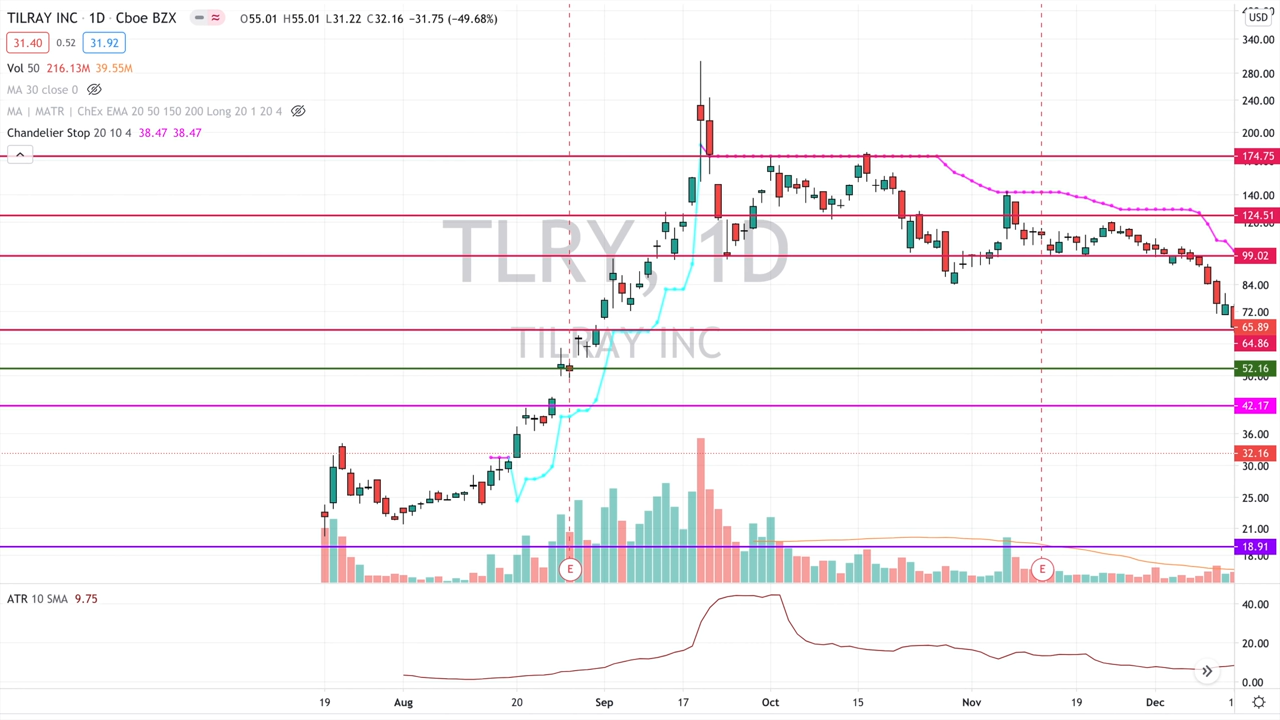 TILRAY INC · 1D · Cboe BZX O55.01 H55.01 L31.22 C32.16 −31.75 (−49.68%)
31.40 0.52 31.92
Vol 50 216.13M 39.55M
MA 30 close 0
MA | MATR | ChEx EMA 20 50 150 200 Long 20 1 20 4
Chandelier Stop 20 10 4 38.47 38.47
TLRY, 1D
TILRAY INC
USD
340.00
280.00
240.00
200.00
174.75
140.00
124.51
99.02
84.00
72.00
65.89
64.86
52.16
42.17
36.00
32.16
30.00
25.00
21.00
18.91
E E
ATR 10 SMA 9.75
40.00
20.00
0.00
19 Aug 20 Sep 17 Oct 15 Nov 19 Dec